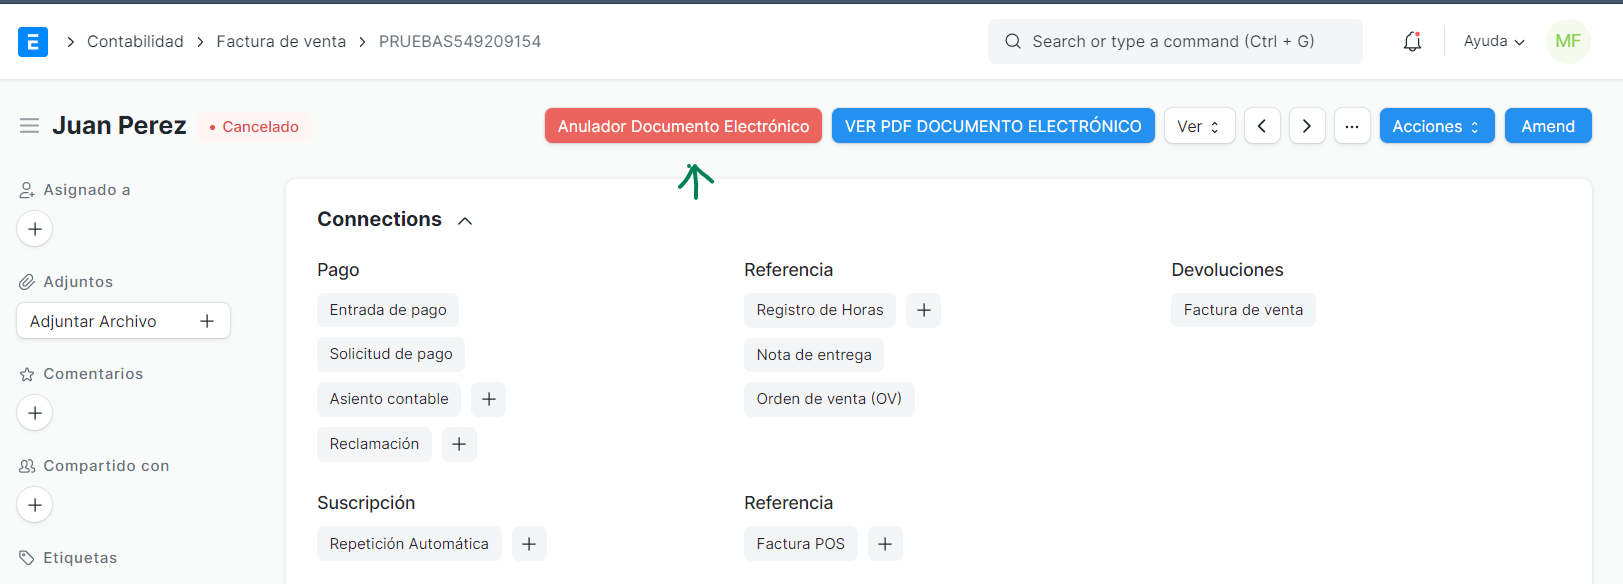 E
Contabilidad
Factura de venta
PRUEBAS549209154
Search or type a command (Ctrl + G)
Ayuda
MF
Juan Perez
Cancelado
Anulador Documento Electrónico
VER PDF DOCUMENTO ELECTRÓNICO
Ver
Acciones
Amend
Asignado a
Adjuntos
Adjuntar Archivo
Comentarios
Compartido con
Etiquetas
Connections
Pago
Entrada de pago
Solicitud de pago
Asiento contable
Reclamación
Referencia
Registro de Horas
Nota de entrega
Orden de venta (OV)
Devoluciones
Factura de venta
Suscripción
Repetición Automática
Referencia
Factura POS